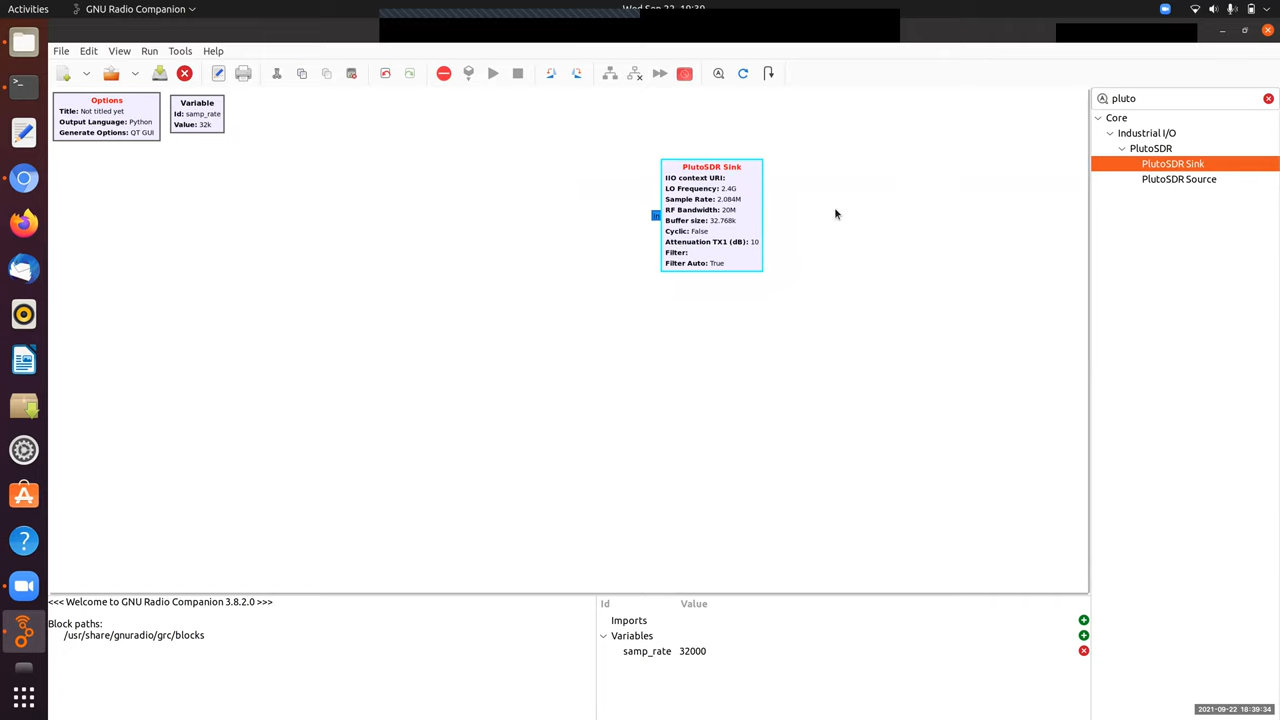 Activities
GNU Radio Companion
File Edit View Run Tools Help
Options
Title: Not titled yet
Output Language: Python
Generate Options: QT GUI
Variable
Id: samp_rate
Value: 32k
PlutoSDR Sink
IIO context URI:
LO Frequency: 2.4G
Sample Rate: 2.084M
RF Bandwidth: 20M
Buffer size: 32.768k
Cyclic: False
Attenuation TX1 (dB): 10
Filter:
Filter Auto: True
in
pluto
Core
Industrial I/O
PlutoSDR
PlutoSDR Sink
PlutoSDR Source
<<< Welcome to GNU Radio Companion 3.8.2.0 >>>
Block paths:
/usr/share/gnuradio/grc/blocks
Id Value
Imports
Variables
samp_rate 32000
2021-09-22 18:39:34